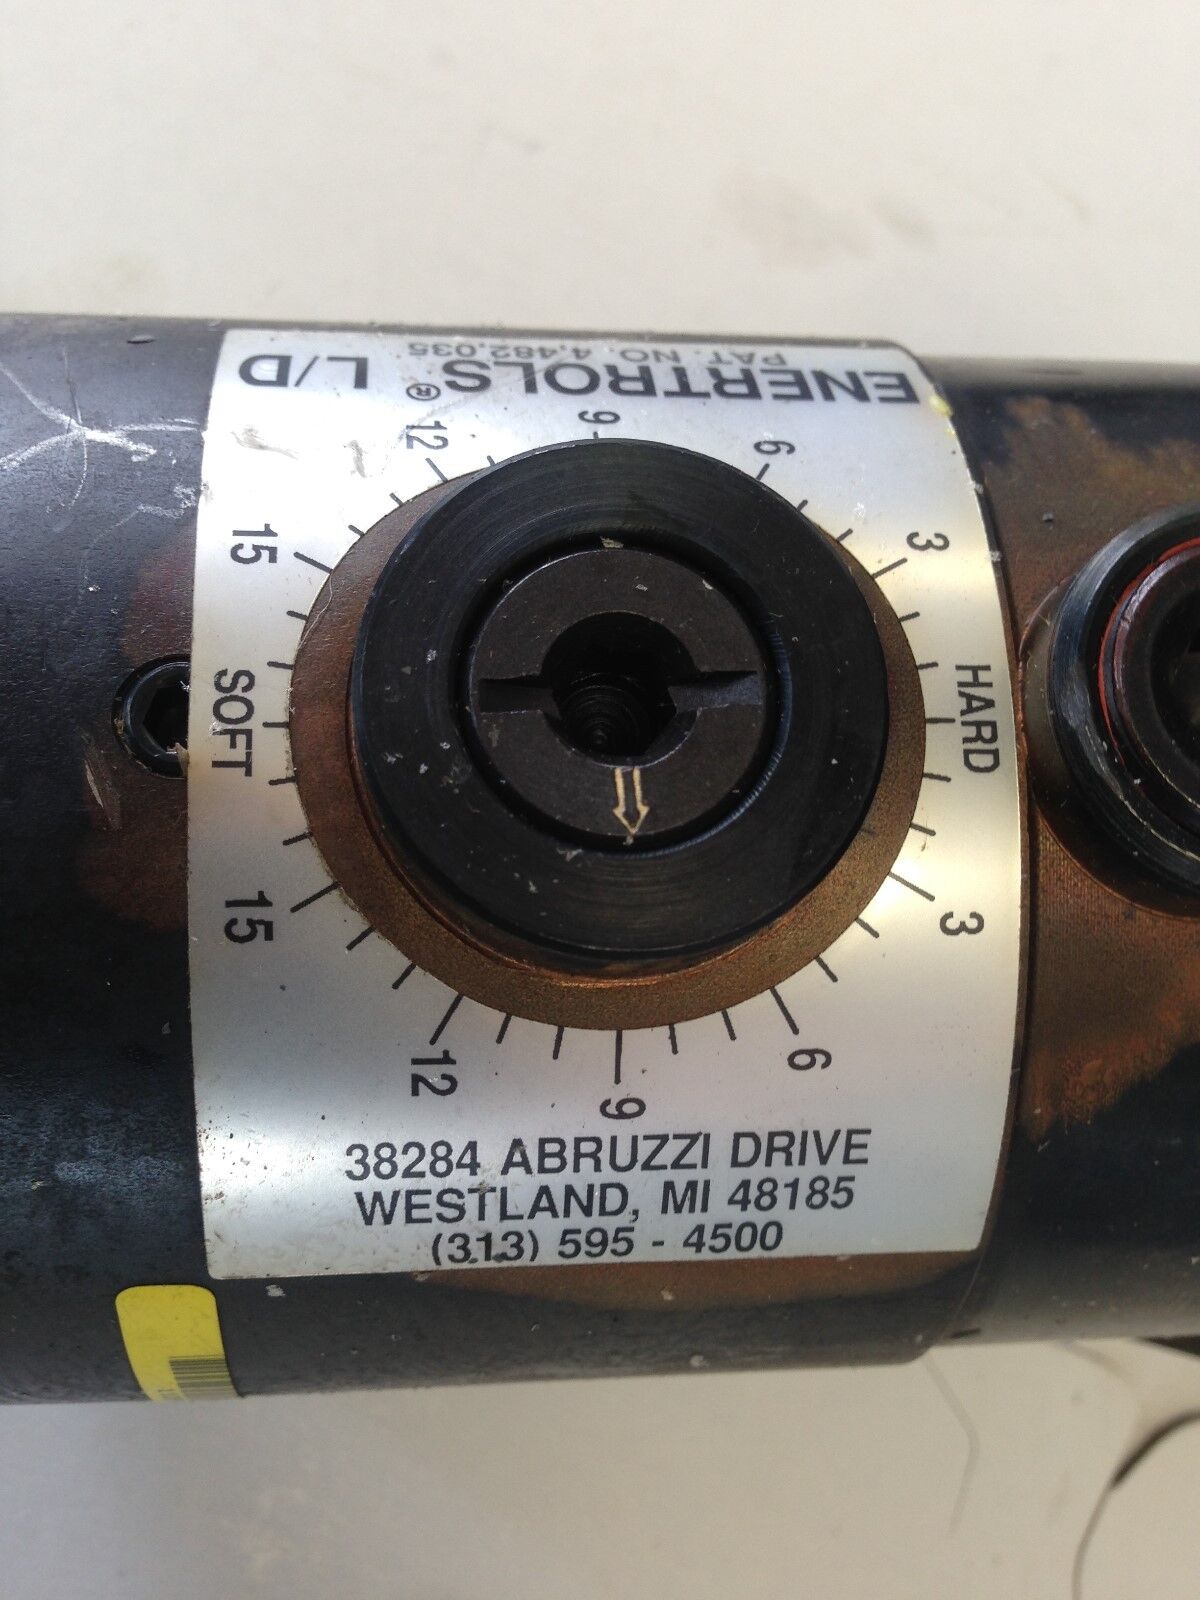 ENERTROLS® L/D
PAT. NO. 4,482,035
9
12
6
15
3
SOFT
HARD
15
3
12
6
9
38284 ABRUZZI DRIVE
WESTLAND, MI 48185
(313) 595 - 4500